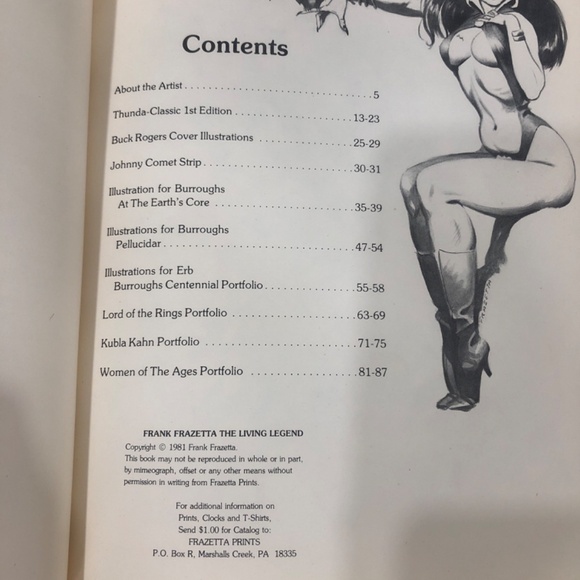 Contents
About the Artist . . . . . . . . . . . . . . . . . . . . . . . . . . . . 5
Thunda-Classic 1st Edition . . . . . . . . . . . . . . . . . 13-23
Buck Rogers Cover Illustrations . . . . . . . . . . . . . 25-29
Johnny Comet Strip . . . . . . . . . . . . . . . . . . . . . . 30-31
Illustration for Burroughs
At The Earth's Core . . . . . . . . . . . . . . . . . . . . 35-39
Illustrations for Burroughs
Pellucidar . . . . . . . . . . . . . . . . . . . . . . . . . . . . 47-54
Illustrations for Erb
Burroughs Centennial Portfolio . . . . . . . . . . . . . 55-58
Lord of the Rings Portfolio . . . . . . . . . . . . . . . . . 63-69
Kubla Kahn Portfolio . . . . . . . . . . . . . . . . . . . . . 71-75
Women of The Ages Portfolio . . . . . . . . . . . . . . 81-87
FRAZETTA
FRANK FRAZETTA THE LIVING LEGEND
Copyright © 1981 Frank Frazetta.
This book may not be reproduced in whole or in part,
by mimeograph, offset or any other means without
permission in writing from Frazetta Prints.
For additional information on
Prints, Clocks and T-Shirts,
Send $1.00 for Catalog to:
FRAZETTA PRINTS
P.O. Box R, Marshalls Creek, PA 18335